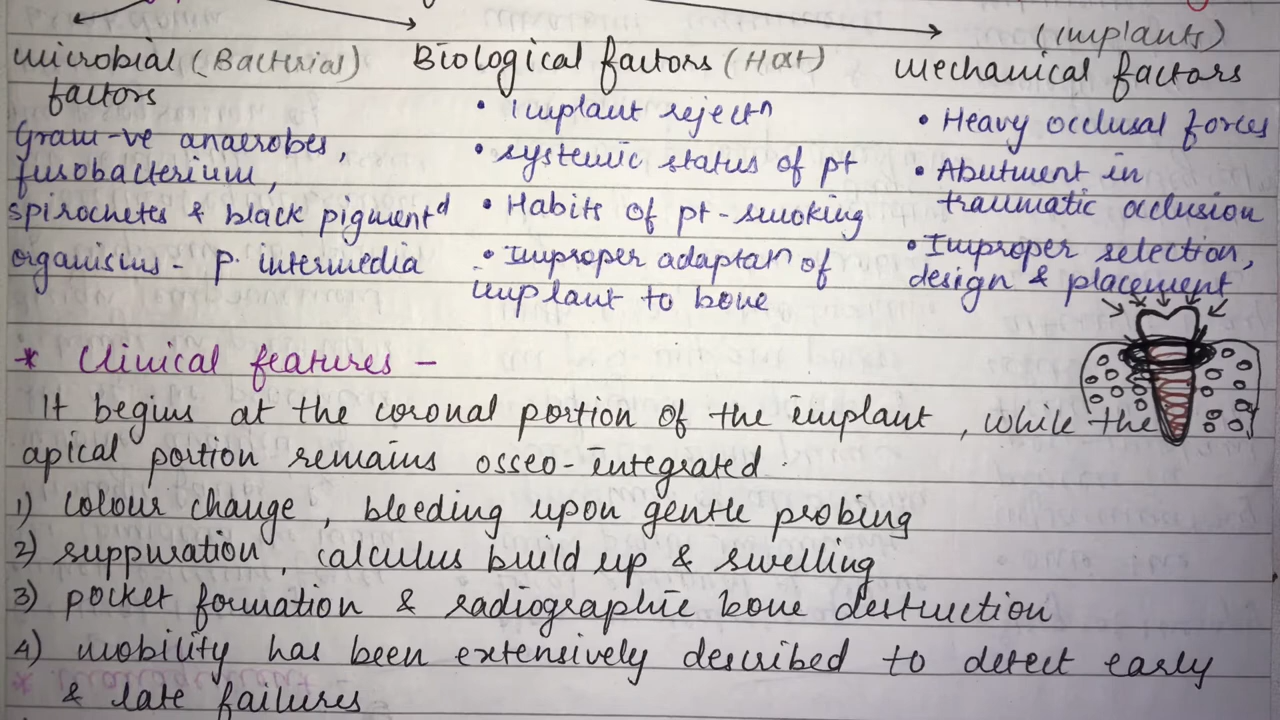 (Implants)
Microbial (Bacterial) factors
Gram -ve anaerobes,
fusobacterium,
spirochetes & black pigmentᵈ
organisms - P. intermedia
Biological factors (Host)
• Implant rejectⁿ
• systemic status of pt
• Habits of pt - smoking
• Improper adaptatⁿ of
implant to bone
Mechanical factors
• Heavy occlusal forces
• Abutment in
traumatic occlusion
• Improper selection,
design & placement
* Clinical features -
It begins at the coronal portion of the implant, while the
apical portion remains osseo-integrated.
1) colour change, bleeding upon gentle probing
2) suppuration, calculus build up & swelling
3) pocket formation & radiographic bone destruction
4) mobility has been extensively described to detect early
& late failures